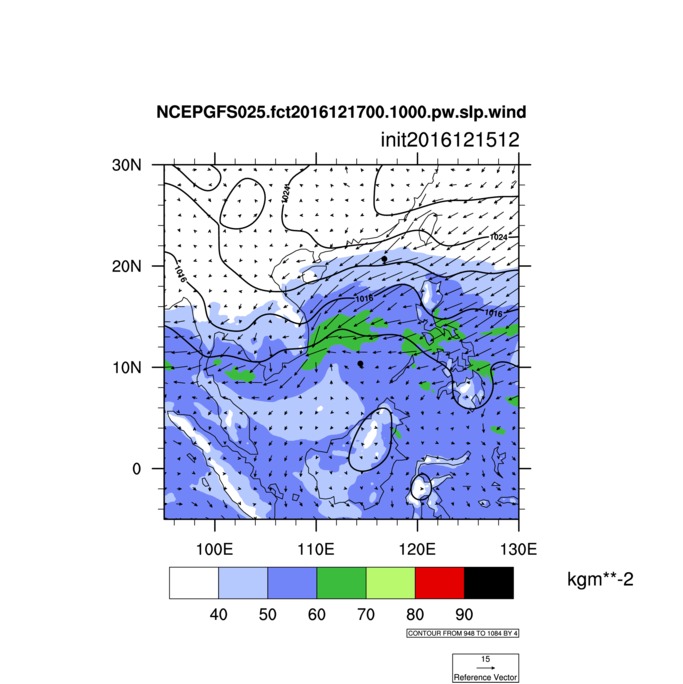 NCEPGFS025.fct2016121700.1000.pw.slp.wind
init2016121512
30N
1024
1024
20N
1016
1016
1016
10N
0
100E
110E
120E
130E
kgm**-2
40
50
60
70
80
90
CONTOUR FROM 948 TO 1084 BY 4
15
Reference Vector